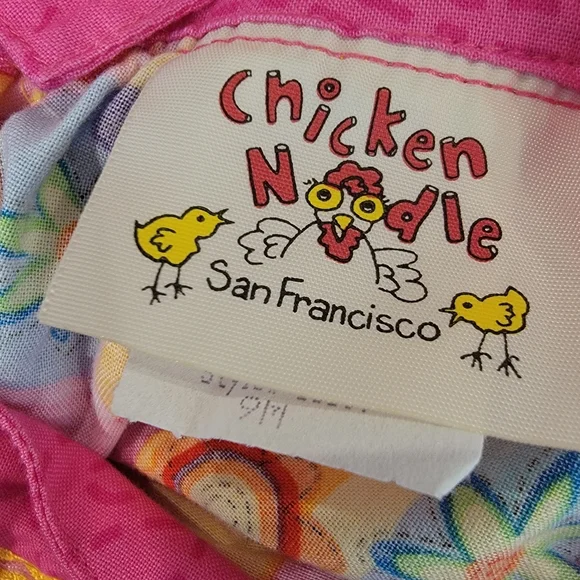 Chicken
Noodle
San Francisco
9M